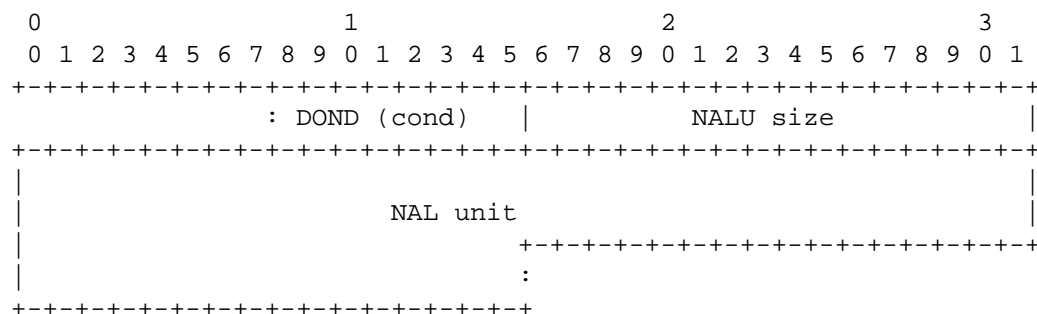 0                   1                   2                   3
 0 1 2 3 4 5 6 7 8 9 0 1 2 3 4 5 6 7 8 9 0 1 2 3 4 5 6 7 8 9 0 1
+-+-+-+-+-+-+-+-+-+-+-+-+-+-+-+-+-+-+-+-+-+-+-+-+-+-+-+-+-+-+-+-+
                : DOND (cond)   |          NALU size            |
+-+-+-+-+-+-+-+-+-+-+-+-+-+-+-+-+-+-+-+-+-+-+-+-+-+-+-+-+-+-+-+-+
|                                                               |
|                       NAL unit                                |
|                               +-+-+-+-+-+-+-+-+-+-+-+-+-+-+-+-+
|                               :
+-+-+-+-+-+-+-+-+-+-+-+-+-+-+-+-+